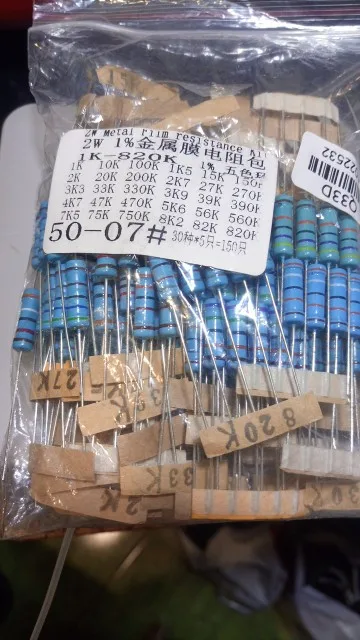 2W Metal Film resistance
2W 1%金属膜电阻包
1K-820K 1% 五色环
1K 10K 100K 1K5 15K 150K
2K 20K 200K 2K7 27K 270K
3K3 33K 330K 3K9 39K 390K
4K7 47K 470K 5K6 56K 560K
7K5 75K 750K 8K2 82K 820K
50-07# 30种*5只=150只
033D
27K
820K
33K
2K